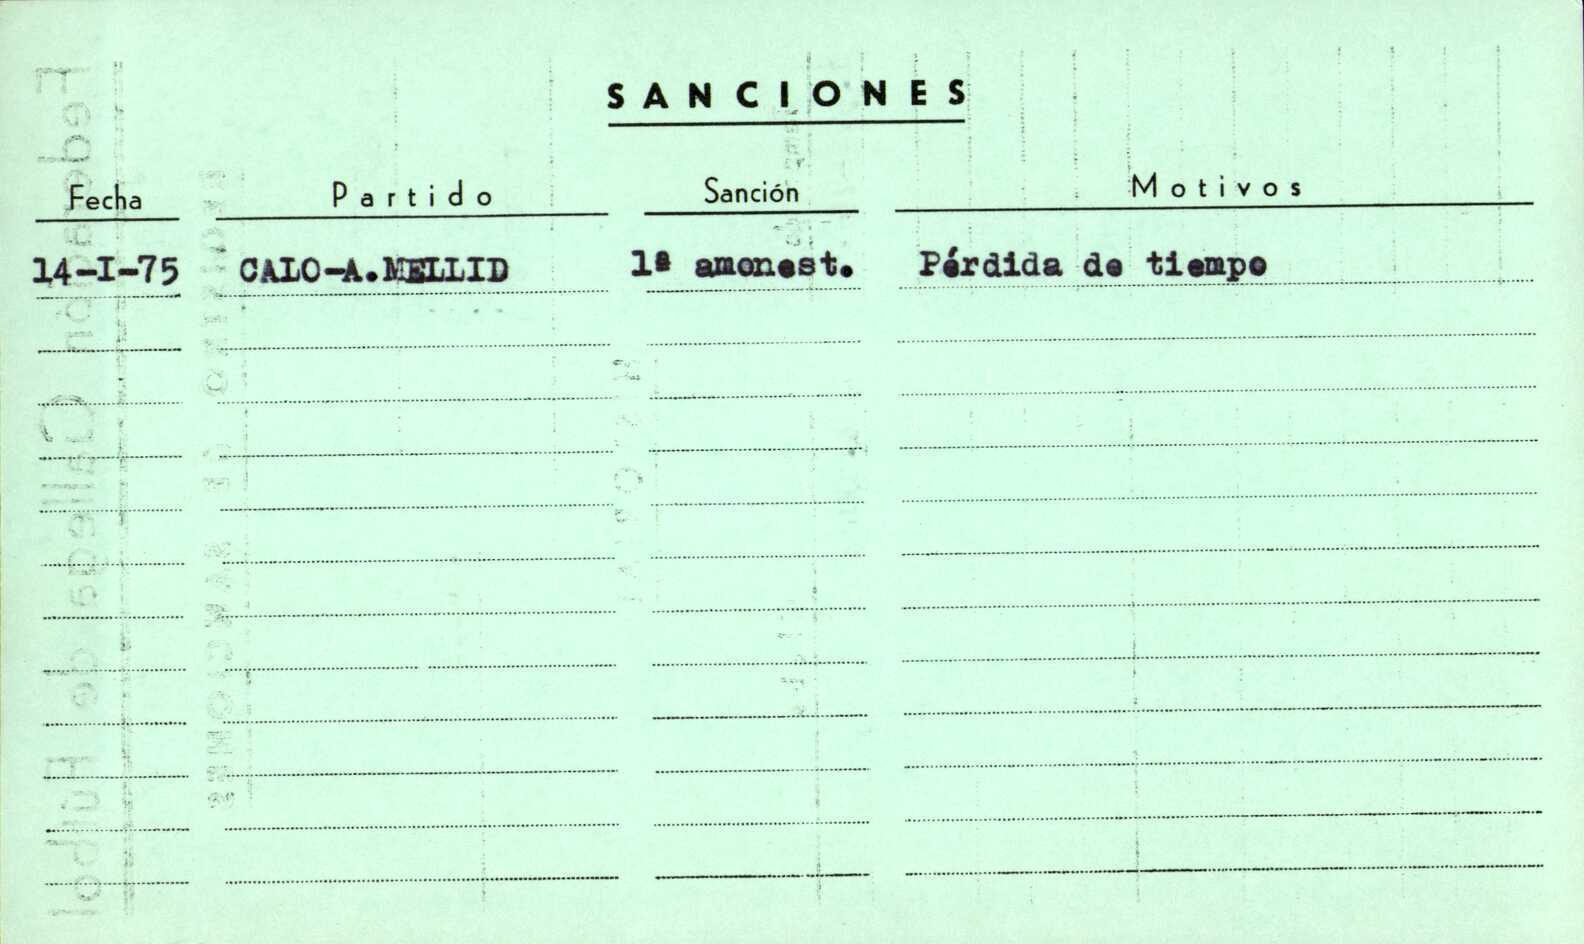 SANCIONES
Fecha Partido Sanción Motivos
14-I-75 CALO-A.MELLID 1ª amonest. Pérdida de tiempo